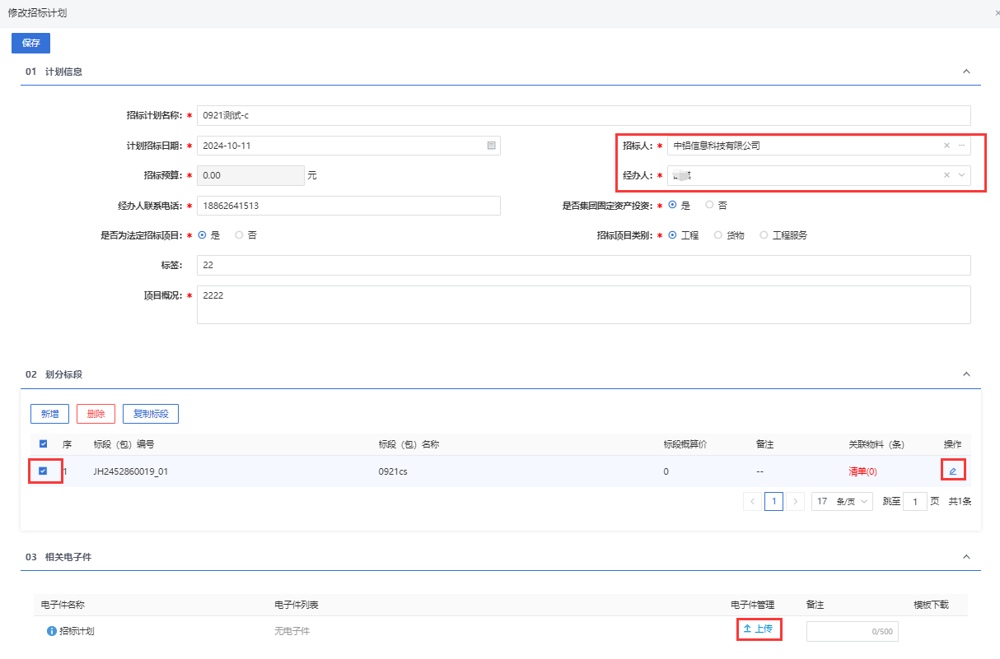 修改招标计划
保存
01 计划信息
招标计划名称: * 0921测试-c
计划招标日期: * 2024-10-11
招标人: * 中铝信息科技有限公司
招标预算: * 0.00 元
经办人: *
经办人联系电话: * 18862641513
是否集团固定资产投资: * 是 否
是否为法定招标项目: * 是 否
招标项目类别: * 工程 货物 工程服务
标签: 22
项目概况: * 2222
02 划分标段
新增 删除 复制标段
序 标段（包）编号 标段（包）名称 标段概算价 备注 关联物料（条） 操作
1 JH2452860019_01 0921cs 0 -- 清单(0)
1 17 条/页 跳至 1 页 共1条
03 相关电子件
电子件名称 电子件列表 电子件管理 备注 模板下载
招标计划 无电子件 上传 0/500